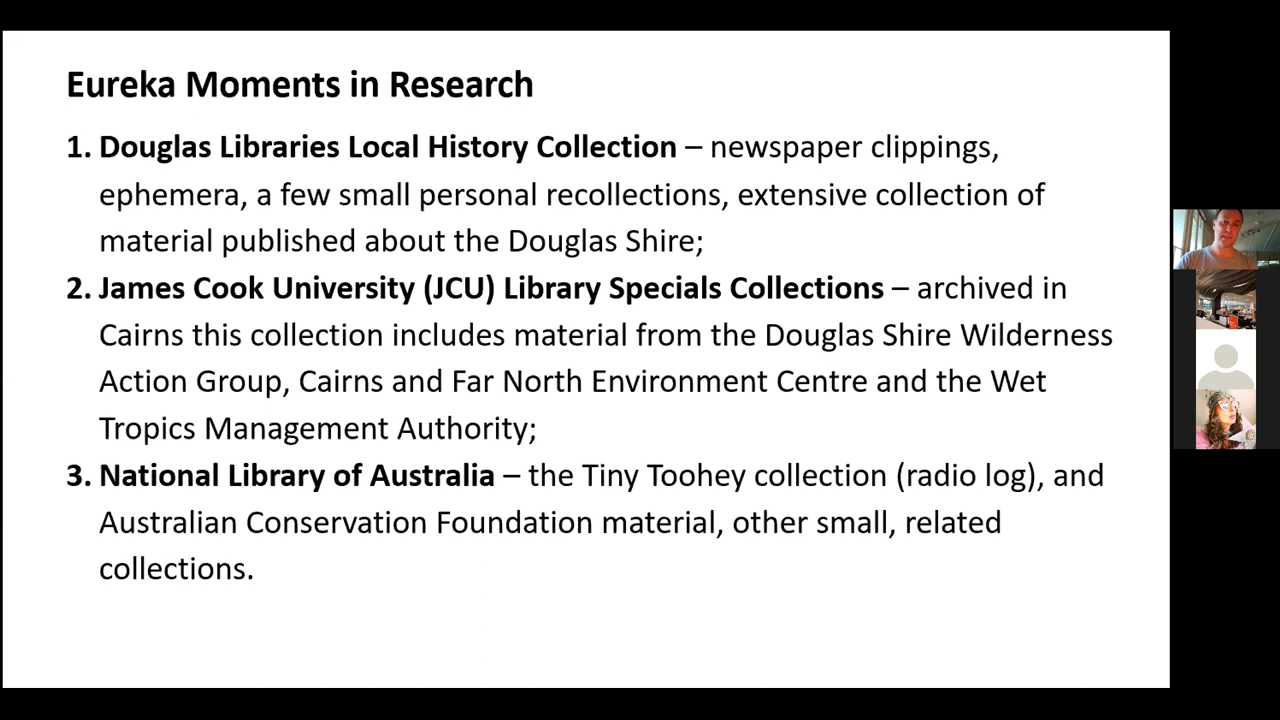 Eureka Moments in Research
1. Douglas Libraries Local History Collection – newspaper clippings,
ephemera, a few small personal recollections, extensive collection of
material published about the Douglas Shire;
2. James Cook University (JCU) Library Specials Collections – archived in
Cairns this collection includes material from the Douglas Shire Wilderness
Action Group, Cairns and Far North Environment Centre and the Wet
Tropics Management Authority;
3. National Library of Australia – the Tiny Toohey collection (radio log), and
Australian Conservation Foundation material, other small, related
collections.